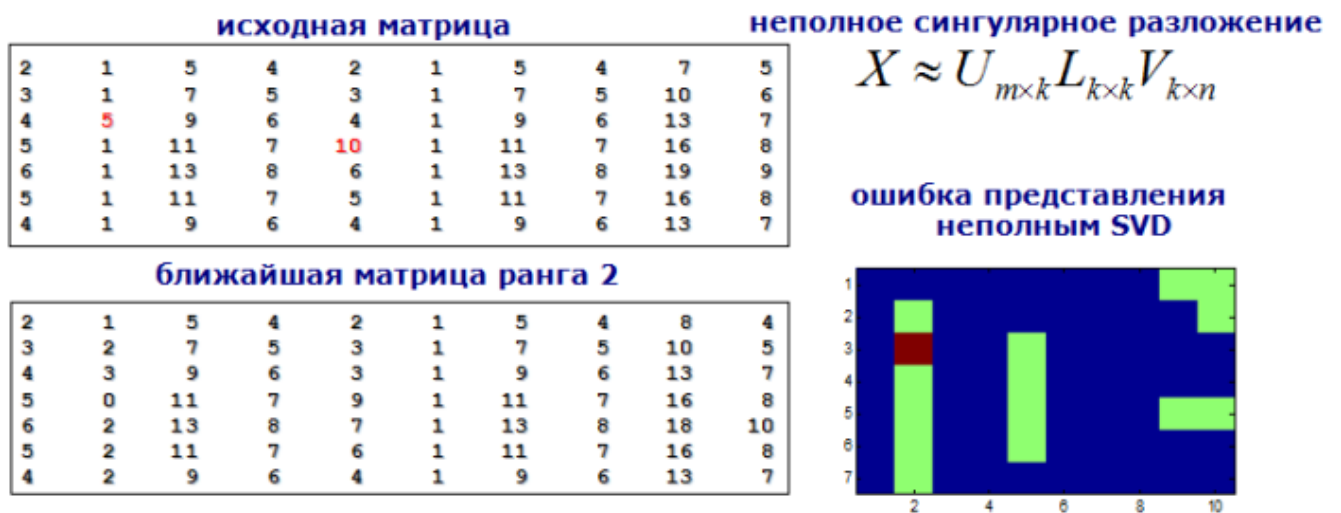 исходная матрица
2 1 5 4 2 1 5 4 7 5
3 1 7 5 3 1 7 5 10 6
4 5 9 6 4 1 9 6 13 7
5 1 11 7 10 1 11 7 16 8
6 1 13 8 6 1 13 8 19 9
5 1 11 7 5 1 11 7 16 8
4 1 9 6 4 1 9 6 13 7
ближайшая матрица ранга 2
2 1 5 4 2 1 5 4 8 4
3 2 7 5 3 1 7 5 10 5
4 3 9 6 3 1 9 6 13 7
5 0 11 7 9 1 11 7 16 8
6 2 13 8 7 1 13 8 18 10
5 2 11 7 6 1 11 7 16 8
4 2 9 6 4 1 9 6 13 7
неполное сингулярное разложение
X ≈ U_{m×k} L_{k×k} V_{k×n}
ошибка представления
неполным SVD
1
2
3
4
5
6
7
2 4 6 8 10